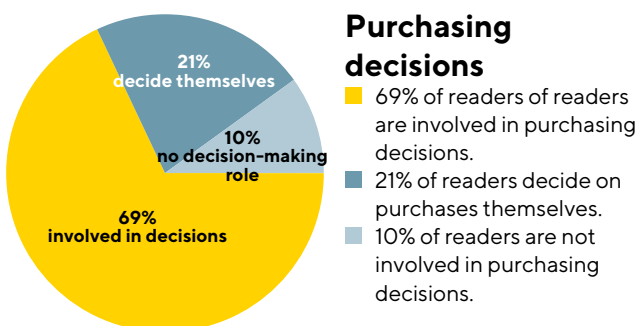 21%
decide themselves
10%
no decision-making
role
69%
involved in decisions
Purchasing
decisions
69% of readers of readers
are involved in purchasing
decisions.
21% of readers decide on
purchases themselves.
10% of readers are not
involved in purchasing
decisions.